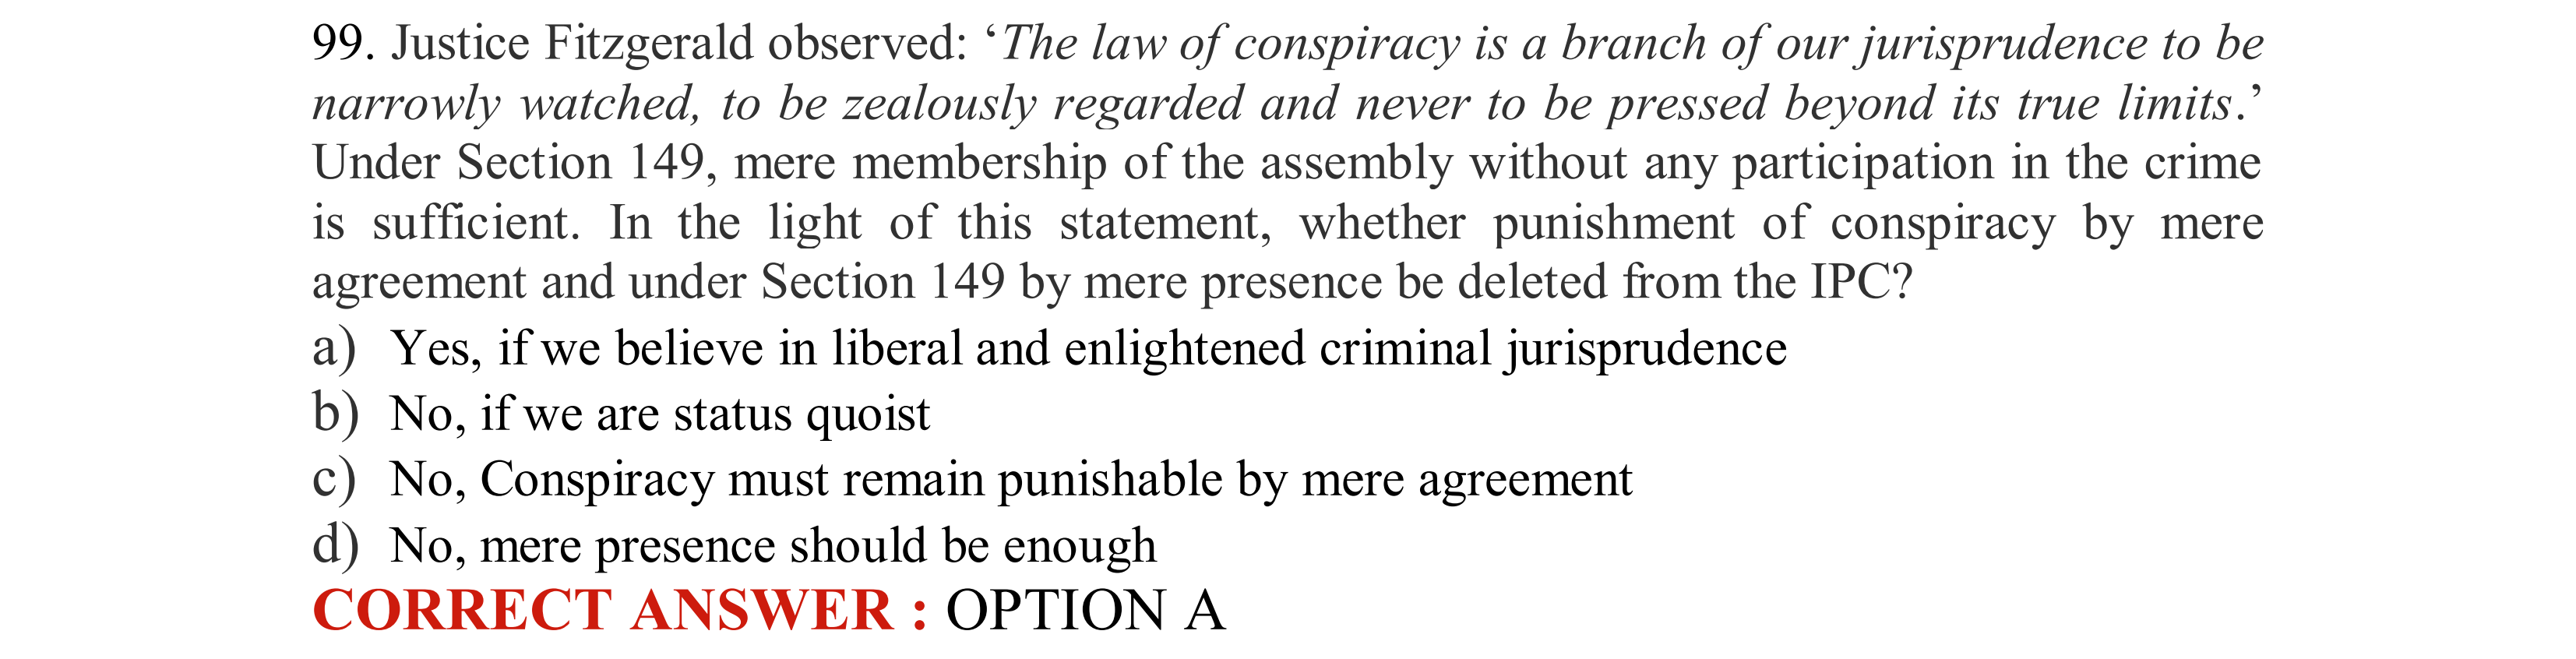 99. Justice Fitzgerald observed: ‘The law of conspiracy is a branch of our jurisprudence to be
narrowly watched, to be zealously regarded and never to be pressed beyond its true limits.’
Under Section 149, mere membership of the assembly without any participation in the crime
is sufficient. In the light of this statement, whether punishment of conspiracy by mere
agreement and under Section 149 by mere presence be deleted from the IPC?
a) Yes, if we believe in liberal and enlightened criminal jurisprudence
b) No, if we are status quoist
c) No, Conspiracy must remain punishable by mere agreement
d) No, mere presence should be enough
CORRECT ANSWER : OPTION A